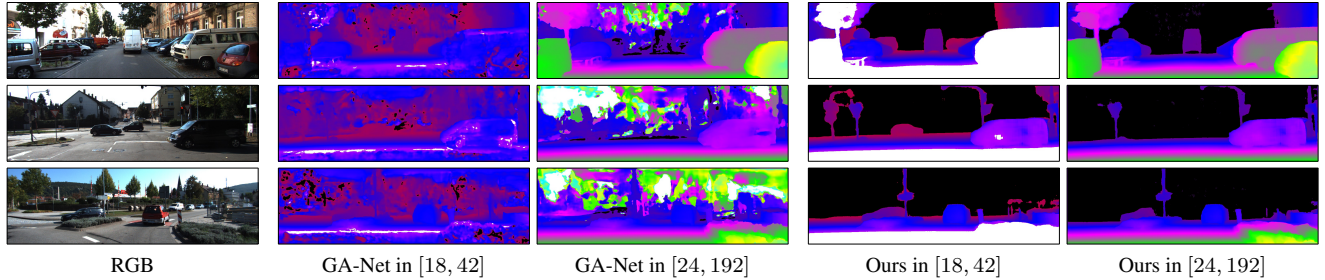 RGB
GA-Net in [18, 42]
GA-Net in [24, 192]
Ours in [18, 42]
Ours in [24, 192]